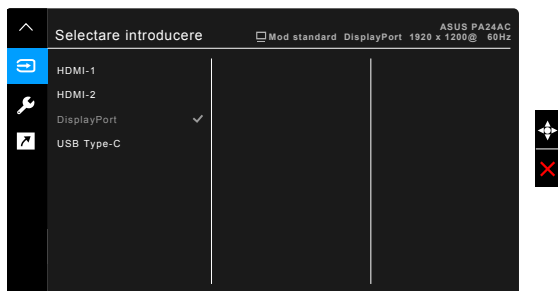 ASUS PA24AC
Selectare introducere
Mod standard DisplayPort 1920 x 1200@ 60Hz
HDMI-1
HDMI-2
DisplayPort
USB Type-C